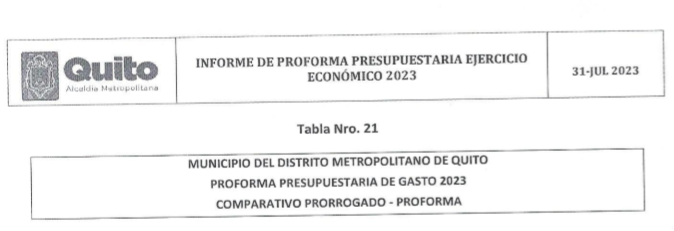 Quito
Alcaldía Metropolitana
INFORME DE PROFORMA PRESUPUESTARIA EJERCICIO
ECONÓMICO 2023
31-JUL 2023
Tabla Nro. 21
MUNICIPIO DEL DISTRITO METROPOLITANO DE QUITO
PROFORMA PRESUPUESTARIA DE GASTO 2023
COMPARATIVO PRORROGADO - PROFORMA